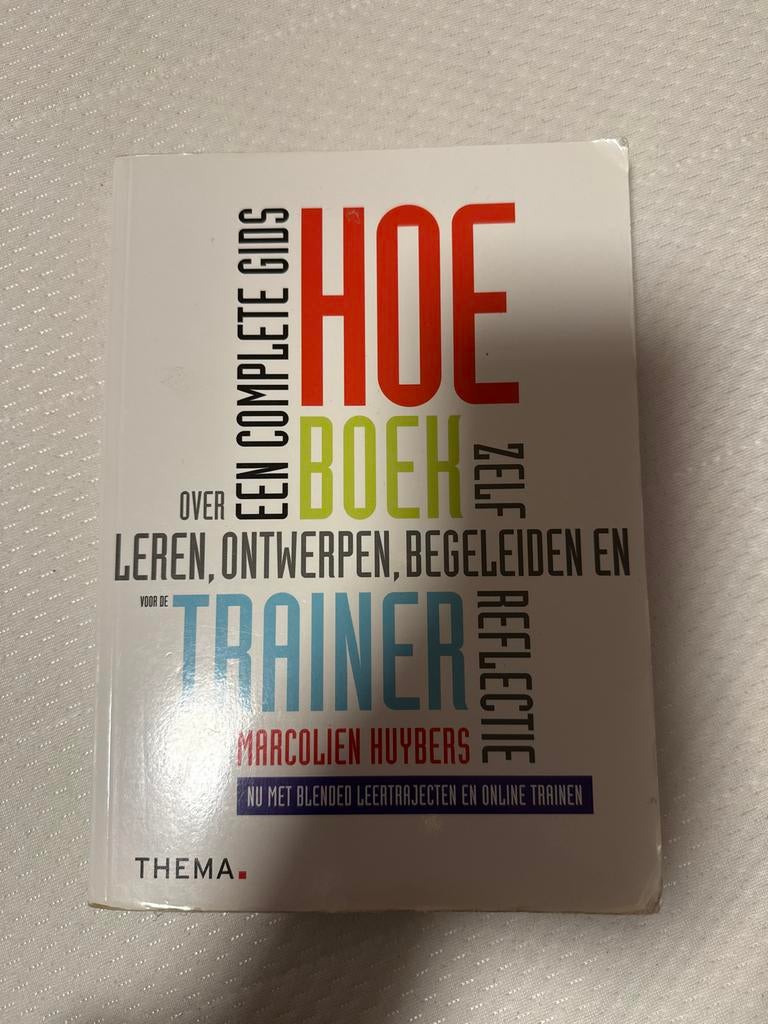 EEN COMPLETE GIDS
HOE
BOEK
ZELF
OVER
LEREN, ONTWERPEN, BEGELEIDEN EN
VOOR DE
TRAINER
REFLECTIE
MARCOLIEN HUYBERS
NU MET BLENDED LEERTRAJECTEN EN ONLINE TRAINEN
THEMA.